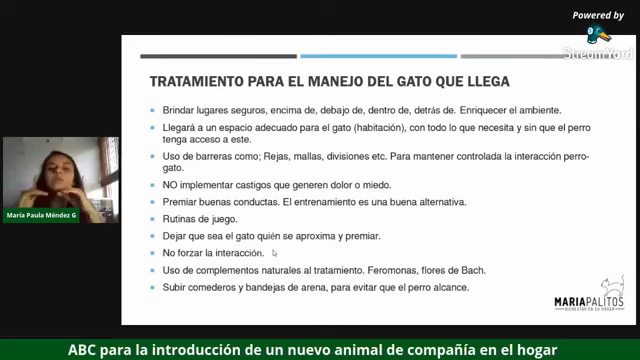 Powered by
StreamYard
TRATAMIENTO PARA EL MANEJO DEL GATO QUE LLEGA
Brindar lugares seguros, encima de, debajo de, dentro de, detrás de. Enriquecer el ambiente.
Llegará a un espacio adecuado para el gato (habitación), con todo lo que necesita y sin que el perro
tenga acceso a este.
Uso de barreras como; Rejas, mallas, divisiones etc. Para mantener controlada la interacción perro-
gato.
NO implementar castigos que generen dolor o miedo.
Premiar buenas conductas. El entrenamiento es una buena alternativa.
Rutinas de juego.
Dejar que sea el gato quién se aproxima y premiar.
No forzar la interacción.
Uso de complementos naturales al tratamiento. Feromonas, flores de Bach.
Subir comederos y bandejas de arena, para evitar que el perro alcance.
María Paula Méndez G
MARIAPALITOS
BIENESTAR EN SU HOGAR
ABC para la introducción de un nuevo animal de compañía en el hogar